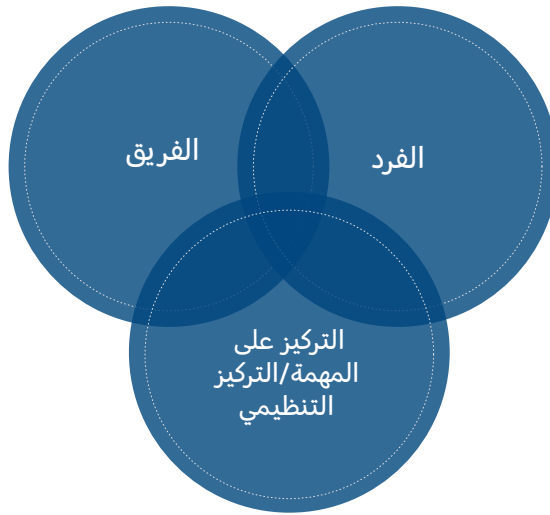 الفرد
الفريق
التركيز على
المهمة/التركيز
التنظيمي